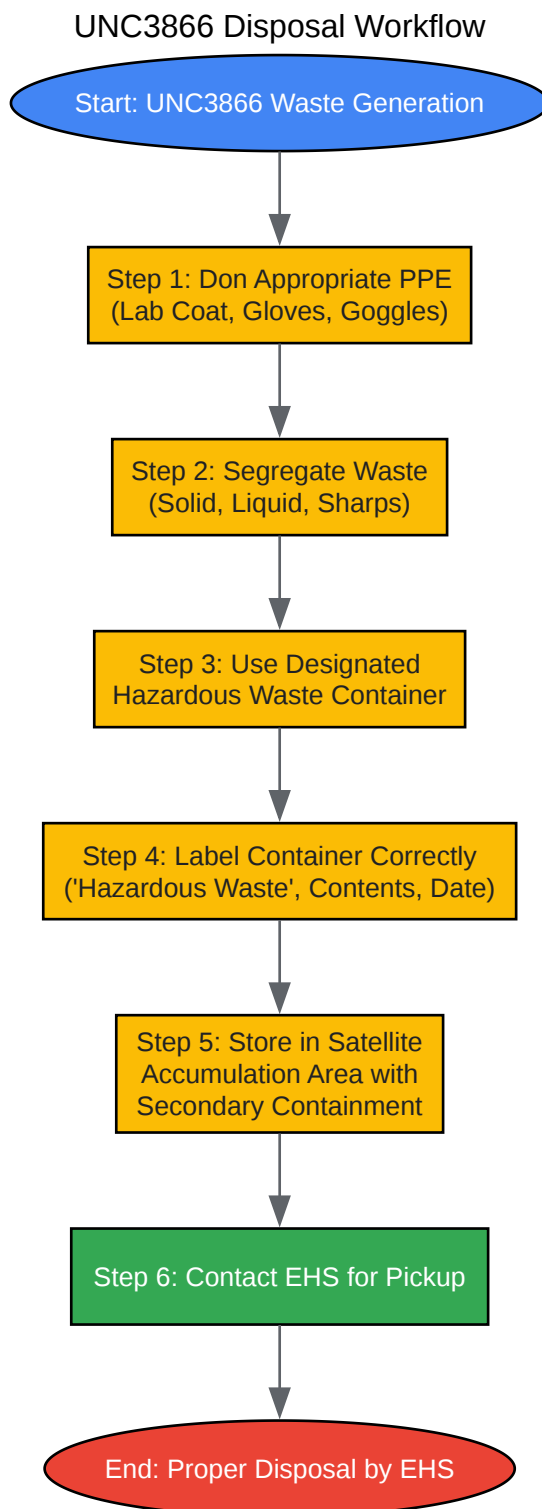 UNC3866 Disposal Workflow
Start: UNC3866 Waste Generation
Step 1: Don Appropriate PPE
(Lab Coat, Gloves, Goggles)
Step 2: Segregate Waste
(Solid, Liquid, Sharps)
Step 3: Use Designated
Hazardous Waste Container
Step 4: Label Container Correctly
('Hazardous Waste', Contents, Date)
Step 5: Store in Satellite
Accumulation Area with
Secondary Containment
Step 6: Contact EHS for Pickup
End: Proper Disposal by EHS